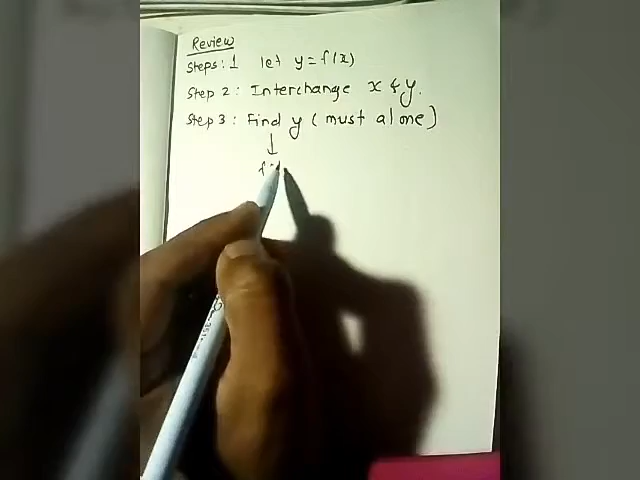 Review
Steps: 1 let y = f(x)
Step 2: Interchange x & y.
Step 3: Find y (must alone)
↓
f